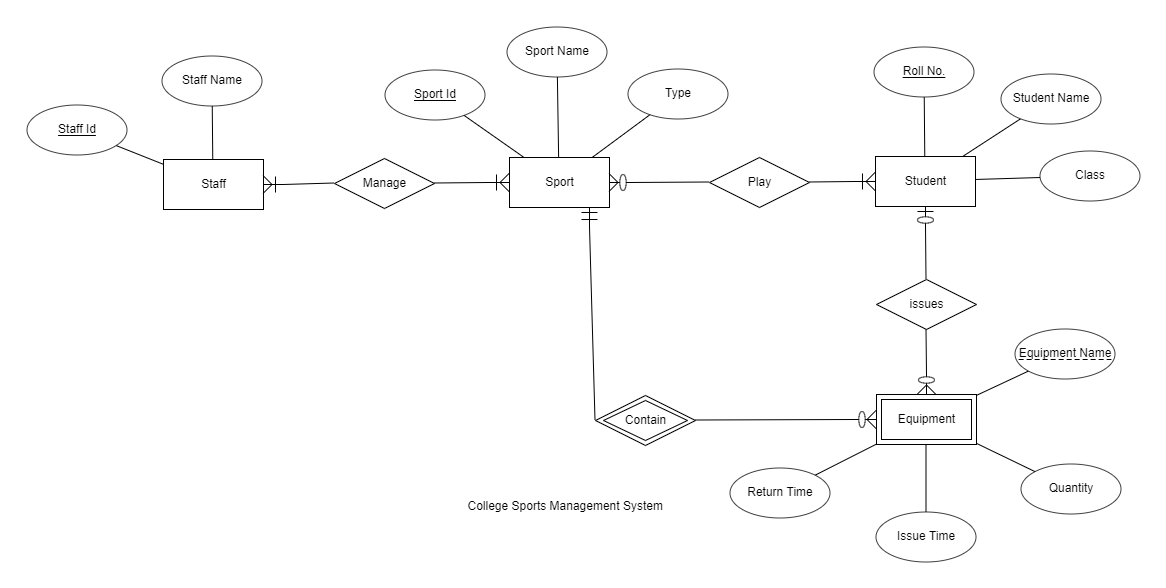 Sport Name
Staff Name
Sport Id
Type
Roll No.
Student Name
Staff Id
Class
Staff
Manage
Sport
Play
Student
issues
Equipment Name
Contain
Equipment
Return Time
Quantity
College Sports Management System
Issue Time